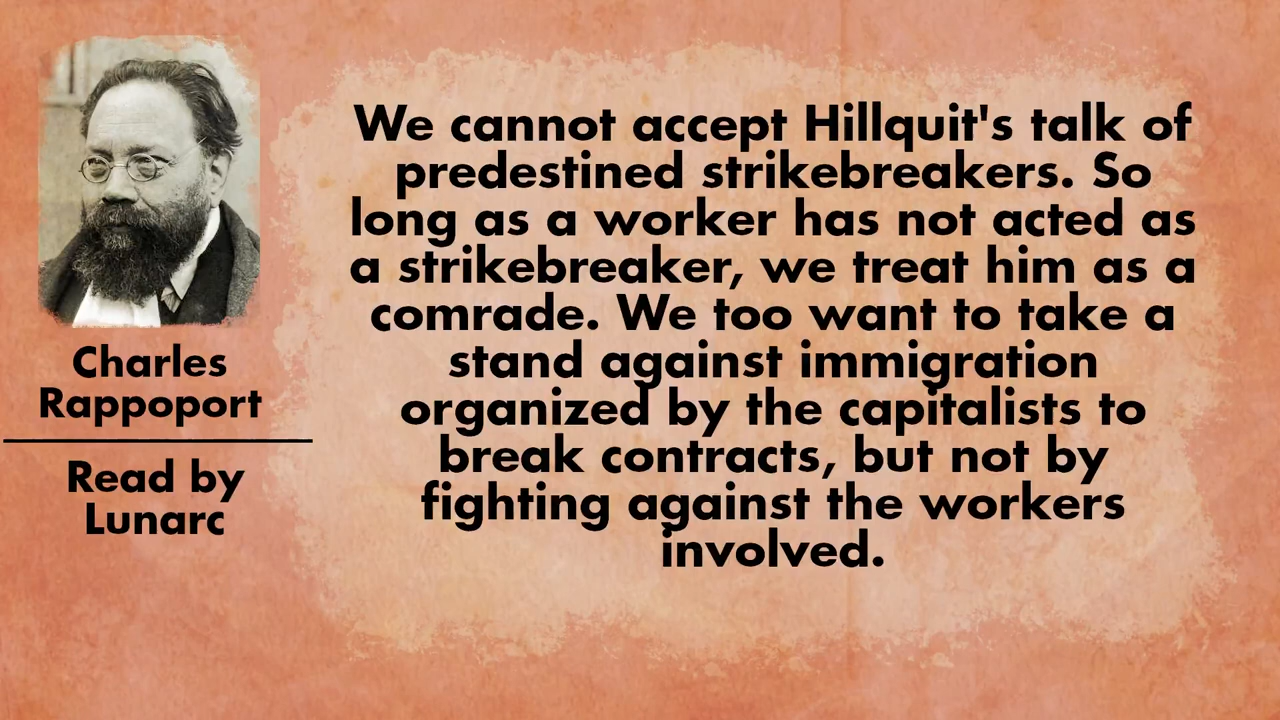 Charles
Rappoport
Read by
Lunarc
We cannot accept Hillquit's talk of
predestined strikebreakers. So
long as a worker has not acted as
a strikebreaker, we treat him as a
comrade. We too want to take a
stand against immigration
organized by the capitalists to
break contracts, but not by
fighting against the workers
involved.